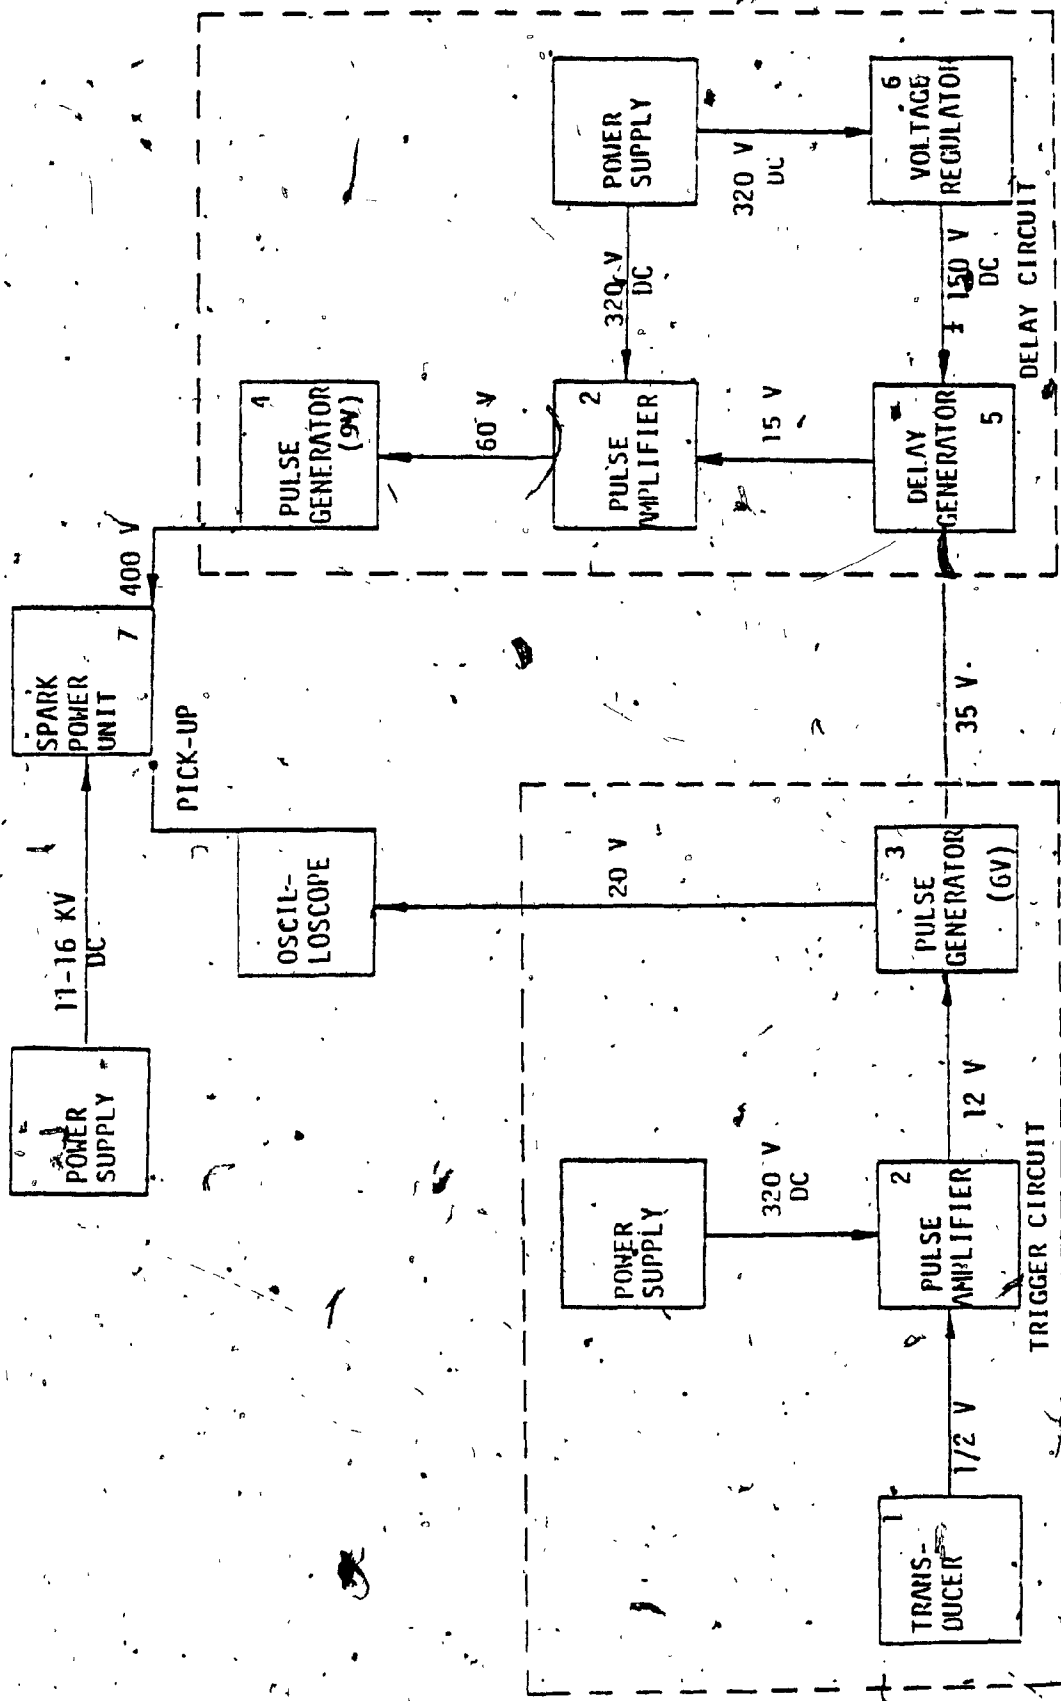 POWER
SUPPLY
11-16 KV
DC
SPARK
POWER
UNIT
7
400 V
PICK-UP
OSCIL-
LOSCOPE
PULSE
GENERATOR
(9V)
4
60 V
20 V
POWER
SUPPLY
320 V
DC
PULSE
AMPLIFIER
2
320 V
DC
POWER
SUPPLY
320 V
DC
15 V
TRANS-
DUCER
1
1/2 V
PULSE
AMPLIFIER
2
12 V
PULSE
GENERATOR
(6V)
3
35 V
DELAY
GENERATOR
5
± 150 V
DC
VOLTAGE
REGULATOR
6
TRIGGER CIRCUIT
DELAY CIRCUIT